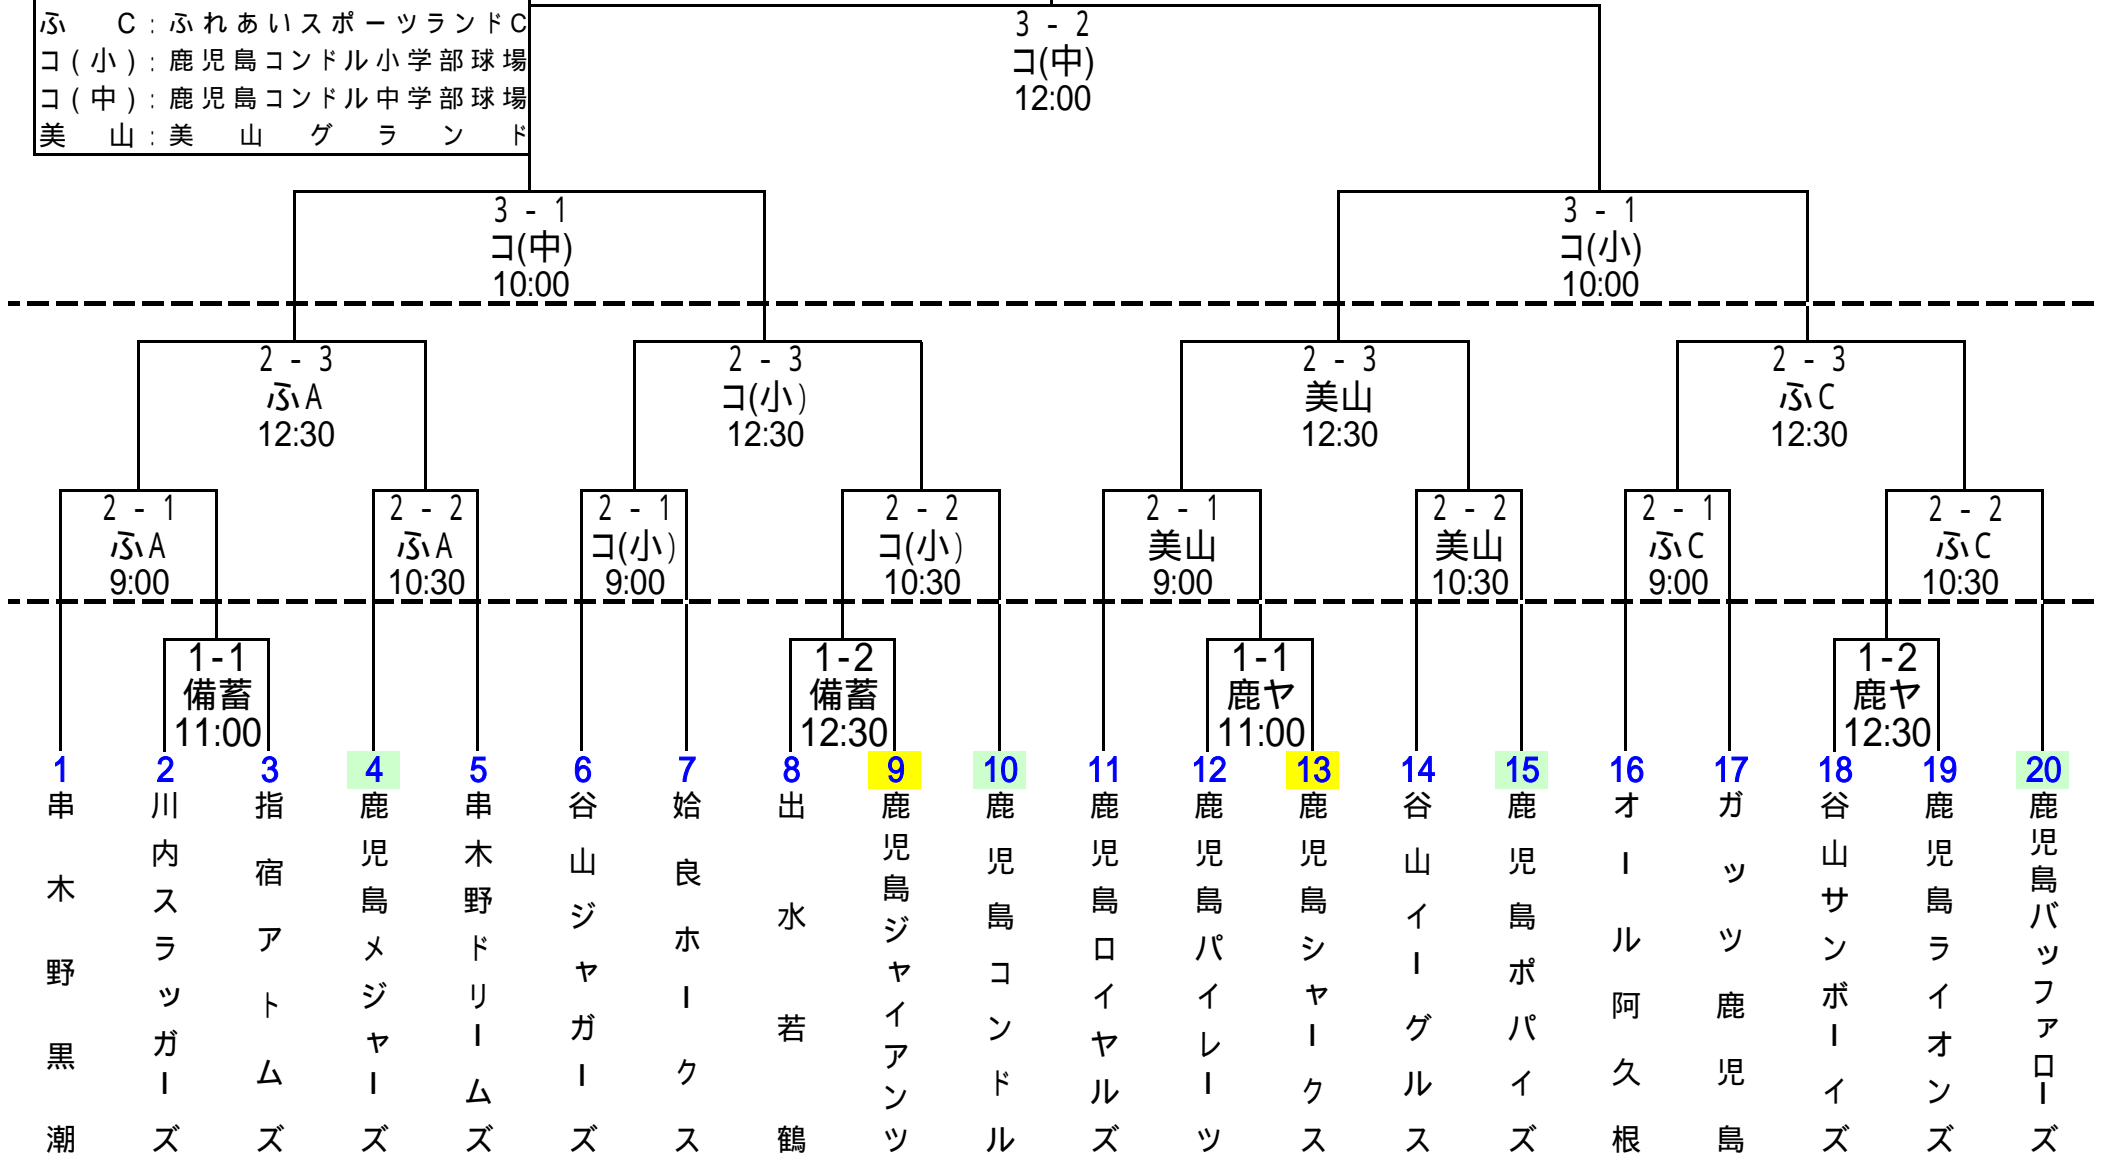 ふ C:ふれあいスポーツランドC
コ(小):鹿児島コンドル小学部球場
コ(中):鹿児島コンドル中学部球場
美山:美山グランド
3 - 2
コ(中)
12:00
3 - 1
コ(中)
10:00
3 - 1
コ(小)
10:00
2 - 3
ふA
12:30
2 - 3
コ(小)
12:30
2 - 3
美山
12:30
2 - 3
ふC
12:30
2 - 1
ふA
9:00
2 - 2
ふA
10:30
2 - 1
コ(小)
9:00
2 - 2
コ(小)
10:30
2 - 1
美山
9:00
2 - 2
美山
10:30
2 - 1
ふC
9:00
2 - 2
ふC
10:30
1-1
備蓄
11:00
1-2
備蓄
12:30
1-1
鹿ヤ
11:00
1-2
鹿ヤ
12:30
1
串木野黒潮
2
川内スラッガーズ
3
指宿アトムズ
4
鹿児島メジャーズ
5
串木野ドリームズ
6
谷山ジャガーズ
7
姶良ホークス
8
出水若鶴
9
鹿児島ジャイアンツ
10
鹿児島コンドル
11
鹿児島ロイヤルズ
12
鹿児島パイレーツ
13
鹿児島シャークス
14
谷山イーグルス
15
鹿児島ポパイズ
16
オール阿久根
17
ガッツ鹿児島
18
谷山サンボーイズ
19
鹿児島ライオンズ
20
鹿児島バッファローズ